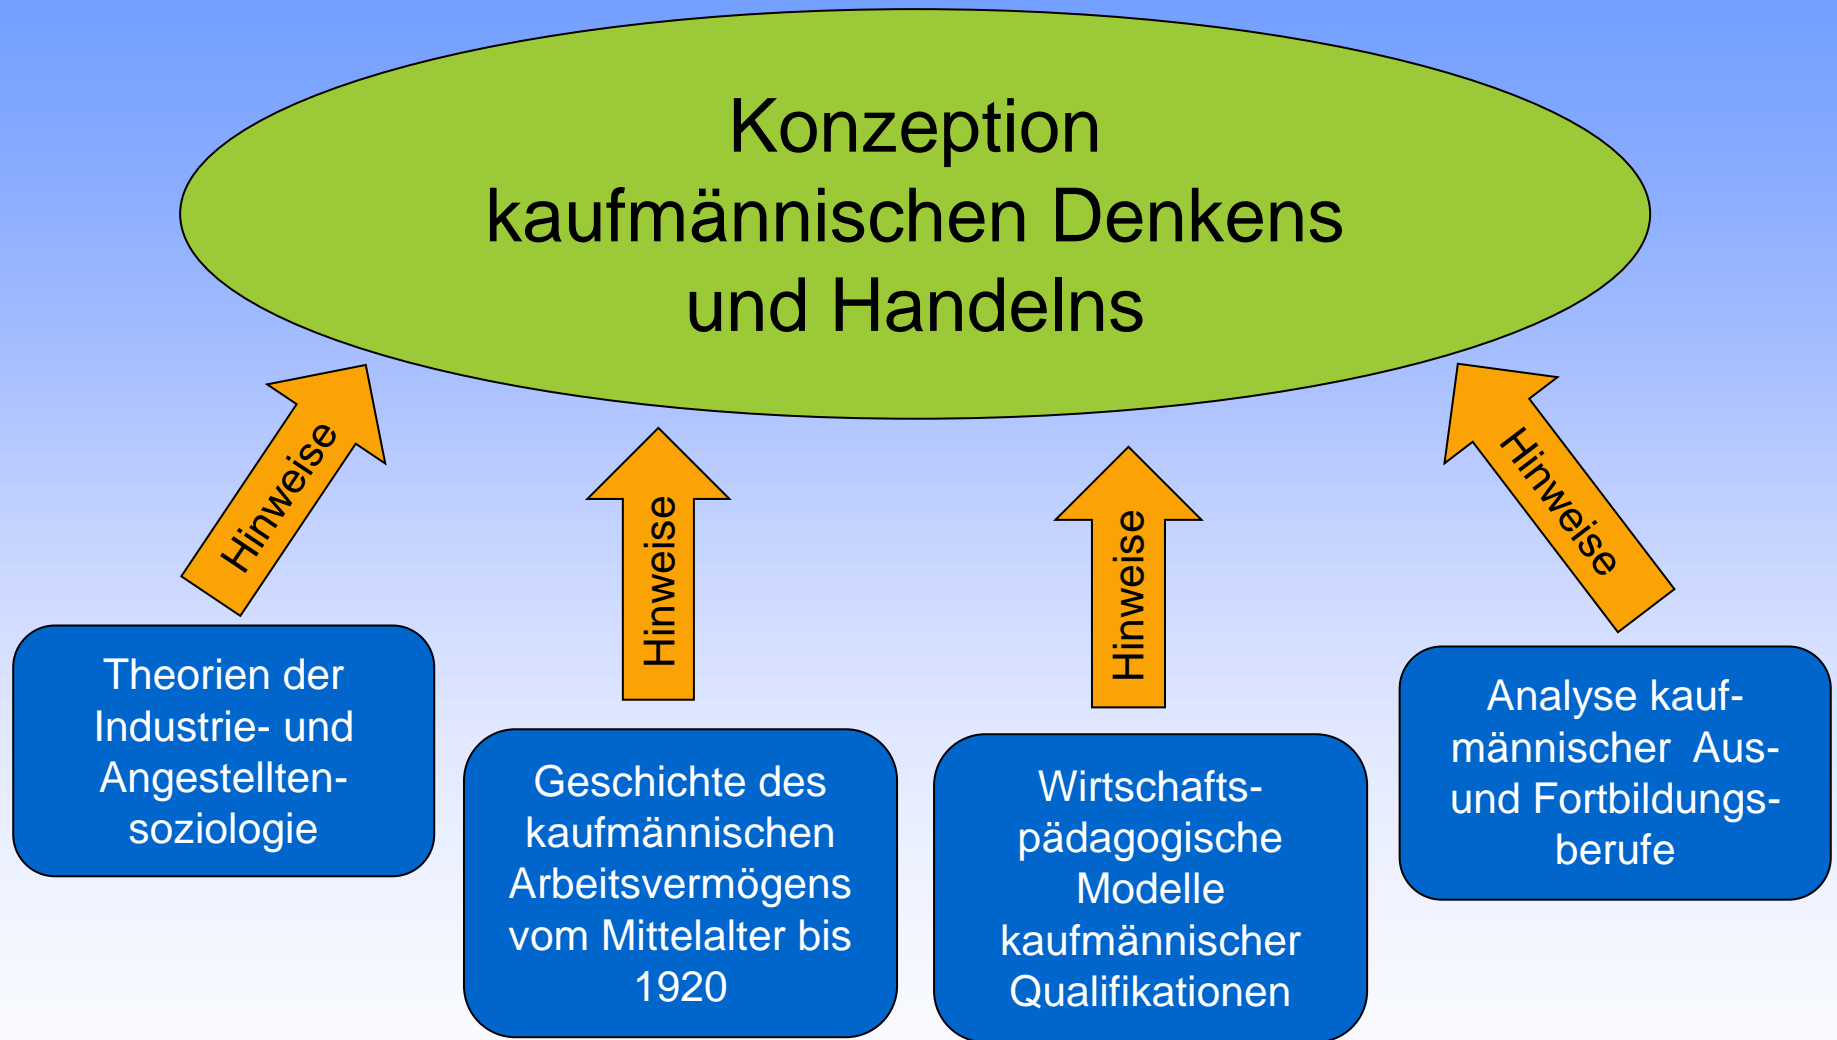 Konzeption
kaufmännischen Denkens
und Handelns
Hinweise
Hinweise
Hinweise
Hinweise
Theorien der
Industrie- und
Angestellten-
soziologie
Geschichte des
kaufmännischen
Arbeitsvermögens
vom Mittelalter bis
1920
Wirtschafts-
pädagogische
Modelle
kaufmännischer
Qualifikationen
Analyse kauf-
männischer Aus-
und Fortbildungs-
berufe